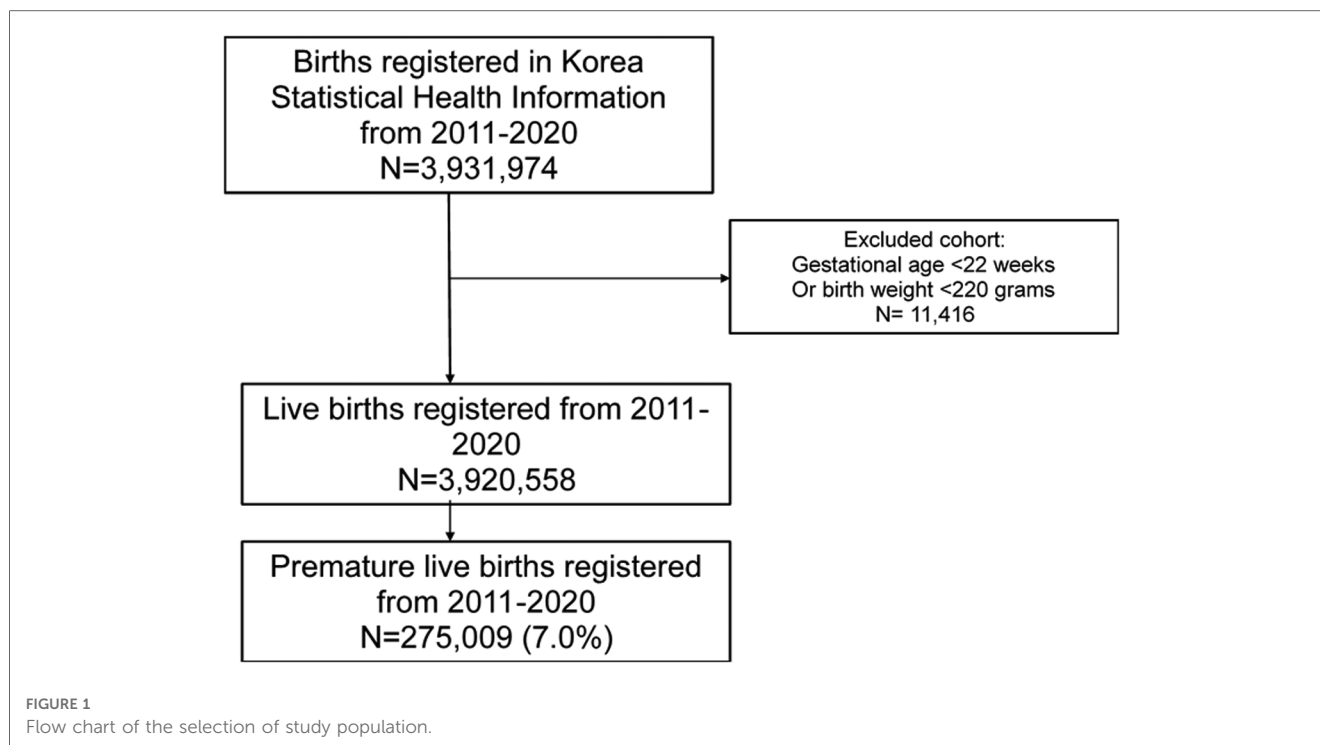 Births registered in Korea
Statistical Health Information
from 2011-2020
N=3,931,974
Excluded cohort:
Gestational age <22 weeks
Or birth weight <220 grams
N= 11,416
Live births registered from 2011-
2020
N=3,920,558
Premature live births registered
from 2011-2020
N=275,009 (7.0%)
FIGURE 1
Flow chart of the selection of study population.